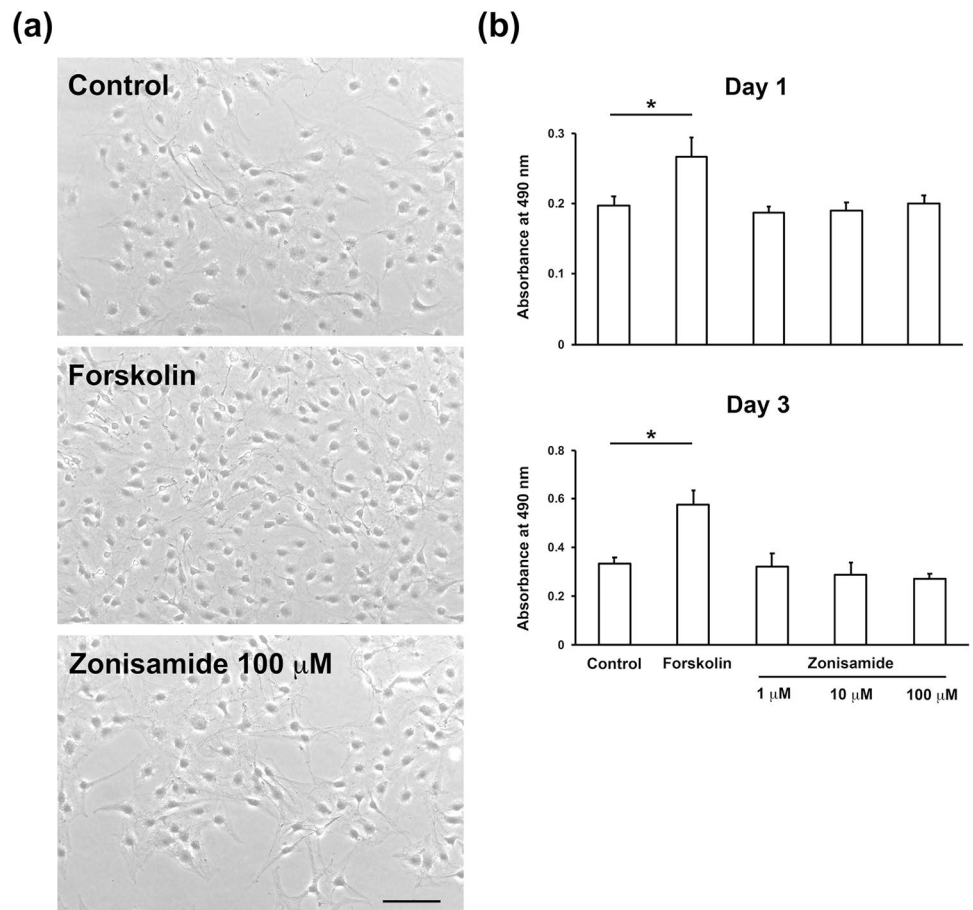 (a)
Control
Forskolin
Zonisamide 100 μM
(b)
Day 1
*
Absorbance at 490 nm
0.3
0.2
0.1
0
Day 3
*
Absorbance at 490 nm
0.8
0.6
0.4
0.2
0
Control Forskolin Zonisamide
1 μM 10 μM 100 μM